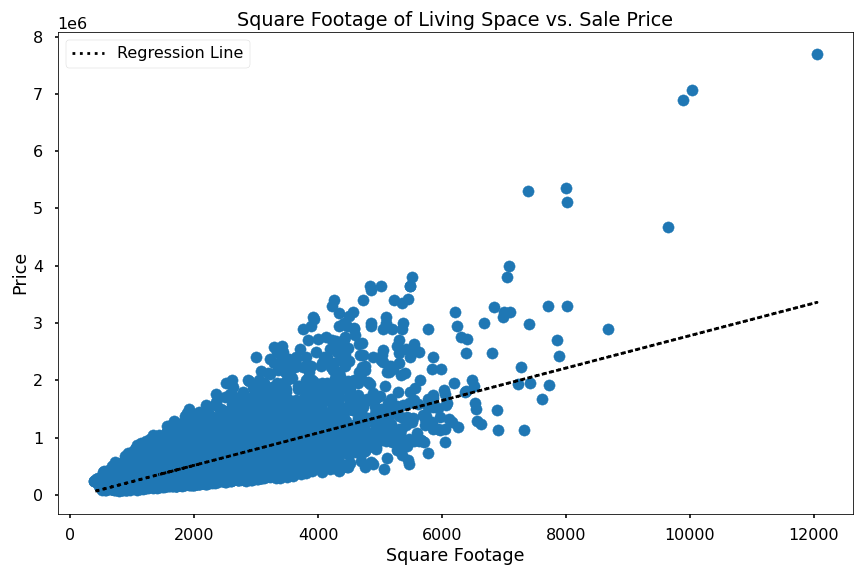 Square Footage of Living Space vs. Sale Price
1e6
Regression Line
8
7
6
5
4
3
2
1
0
Price
0 2000 4000 6000 8000 10000 12000
Square Footage